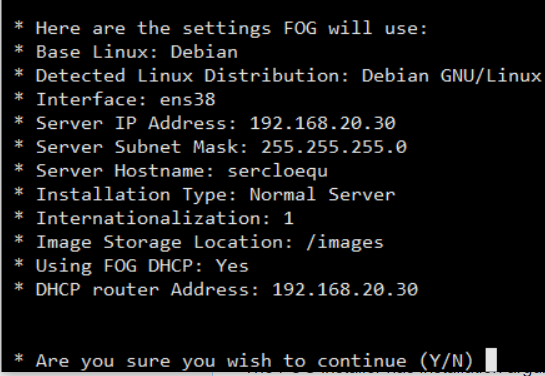 * Here are the settings FOG will use:
* Base Linux: Debian
* Detected Linux Distribution: Debian GNU/Linux
* Interface: ens38
* Server IP Address: 192.168.20.30
* Server Subnet Mask: 255.255.255.0
* Server Hostname: sercloequ
* Installation Type: Normal Server
* Internationalization: 1
* Image Storage Location: /images
* Using FOG DHCP: Yes
* DHCP router Address: 192.168.20.30
* Are you sure you wish to continue (Y/N)